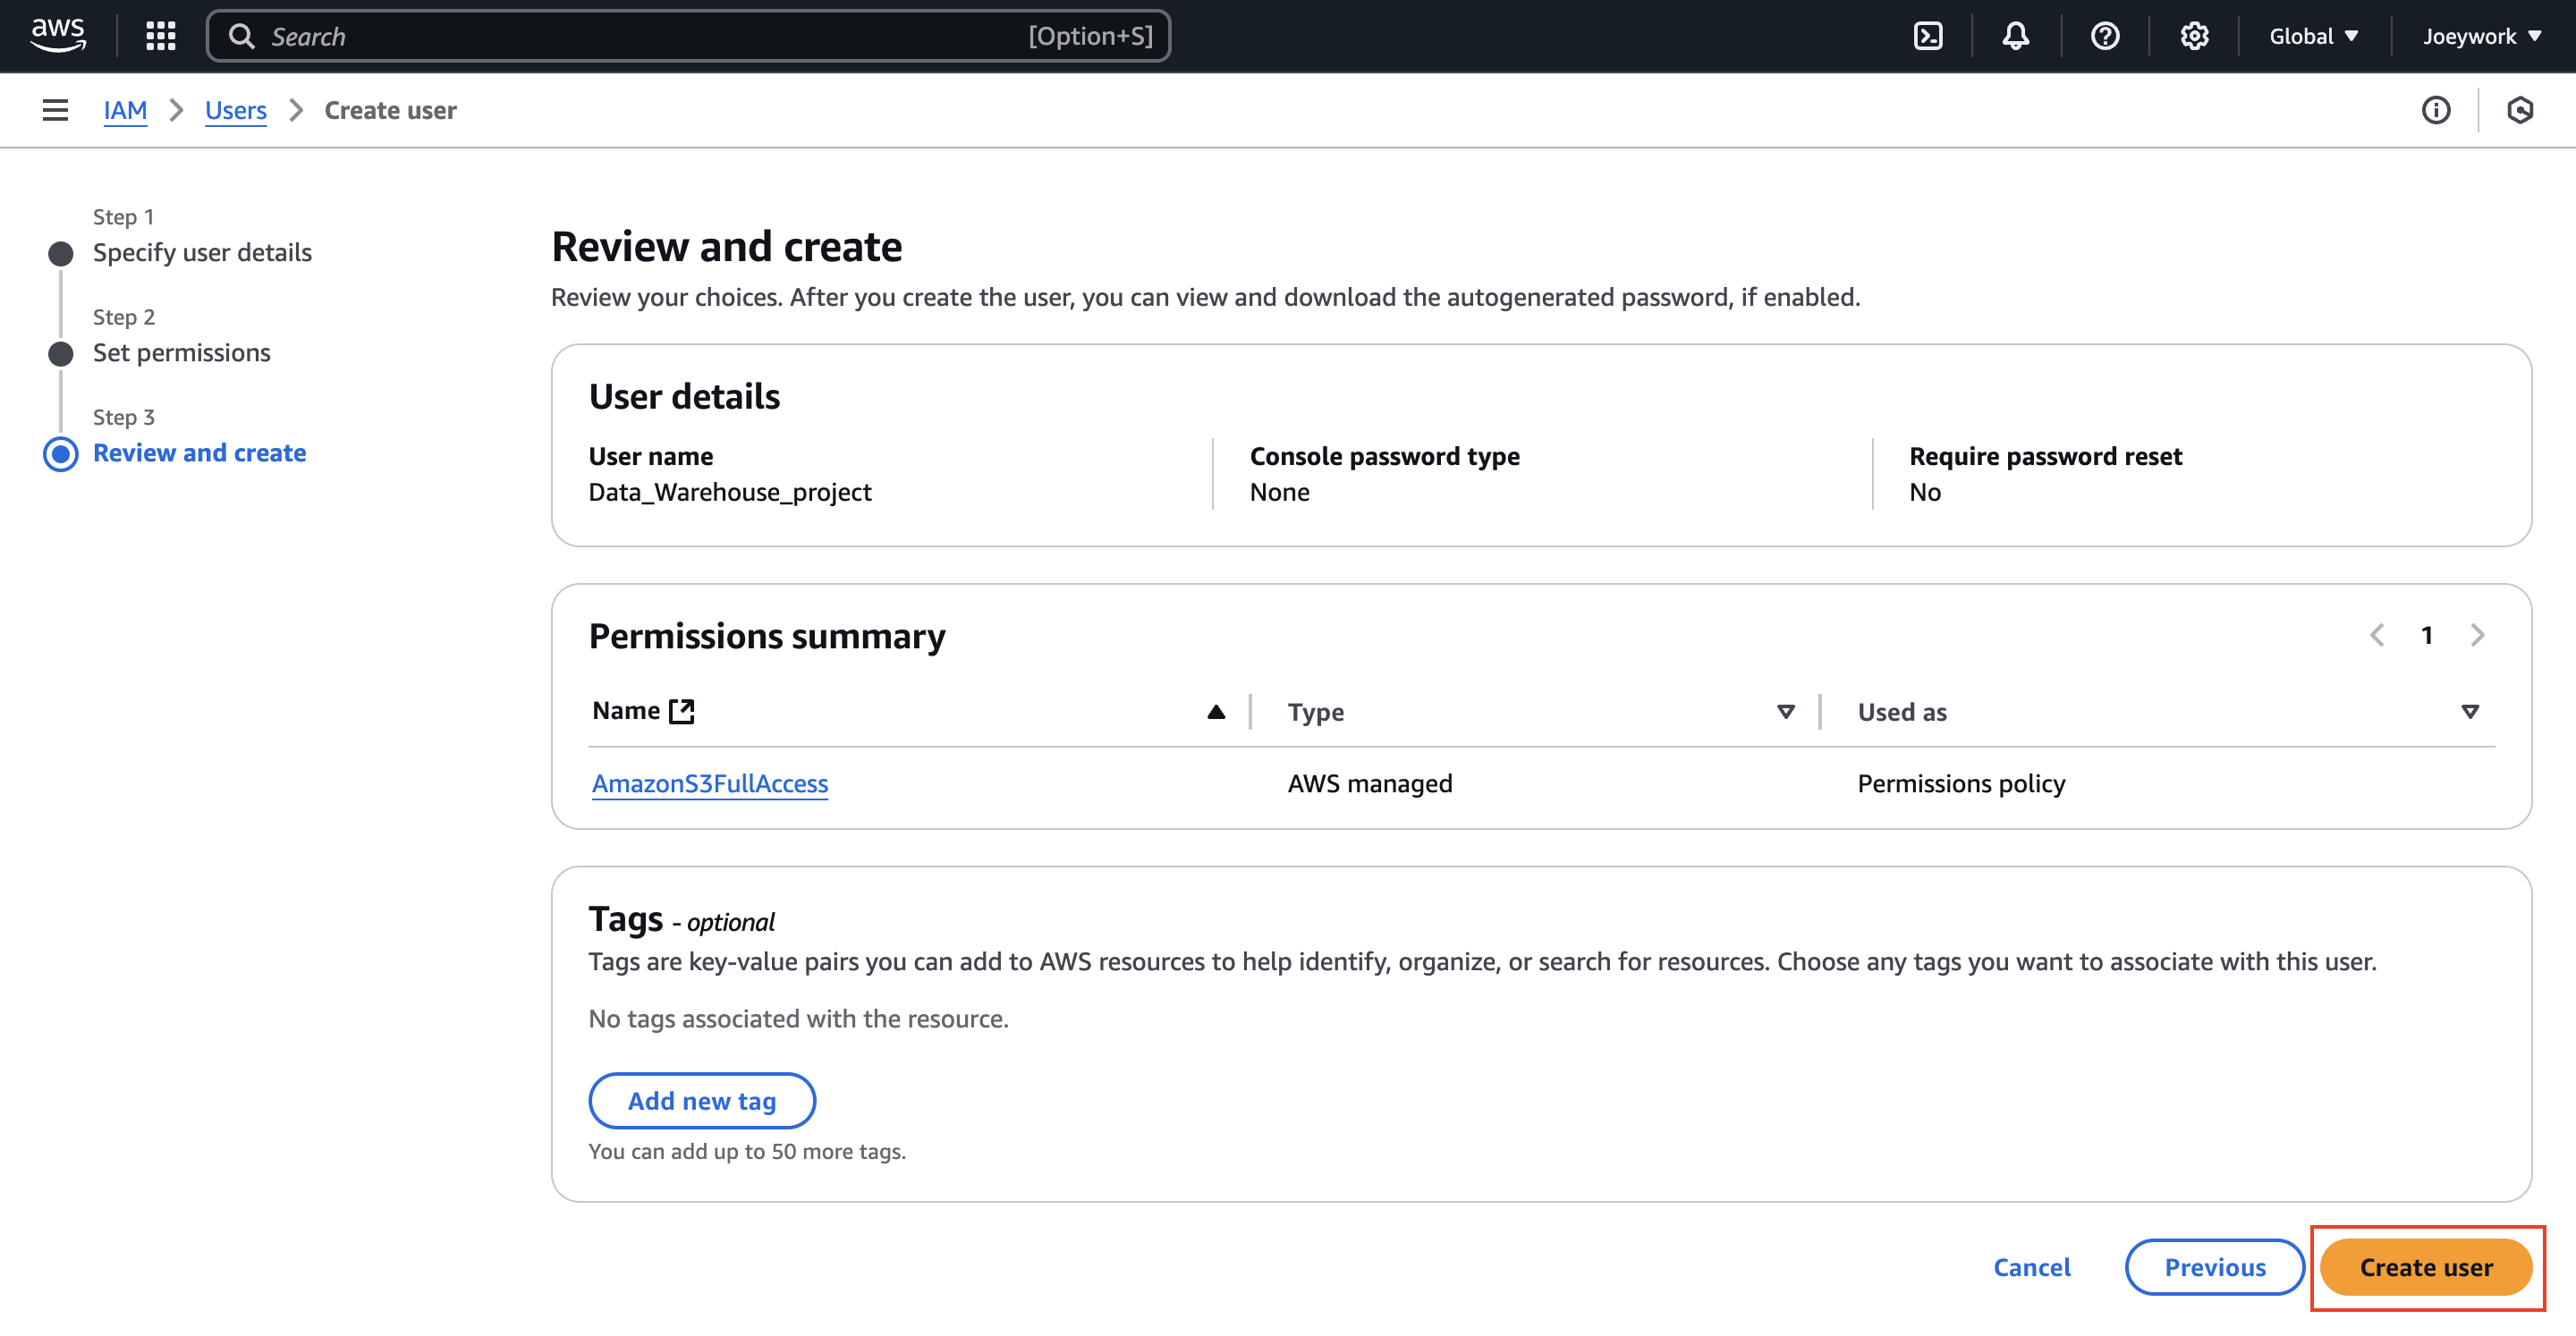 aws
Search
[Option+S]
Global
Joeywork
IAM
Users
Create user
Step 1
Specify user details
Step 2
Set permissions
Step 3
Review and create
Review and create
Review your choices. After you create the user, you can view and download the autogenerated password, if enabled.
User details
User name
Data_Warehouse_project
Console password type
None
Require password reset
No
Permissions summary
1
Name
Type
Used as
AmazonS3FullAccess
AWS managed
Permissions policy
Tags - optional
Tags are key-value pairs you can add to AWS resources to help identify, organize, or search for resources. Choose any tags you want to associate with this user.
No tags associated with the resource.
Add new tag
You can add up to 50 more tags.
Cancel
Previous
Create user